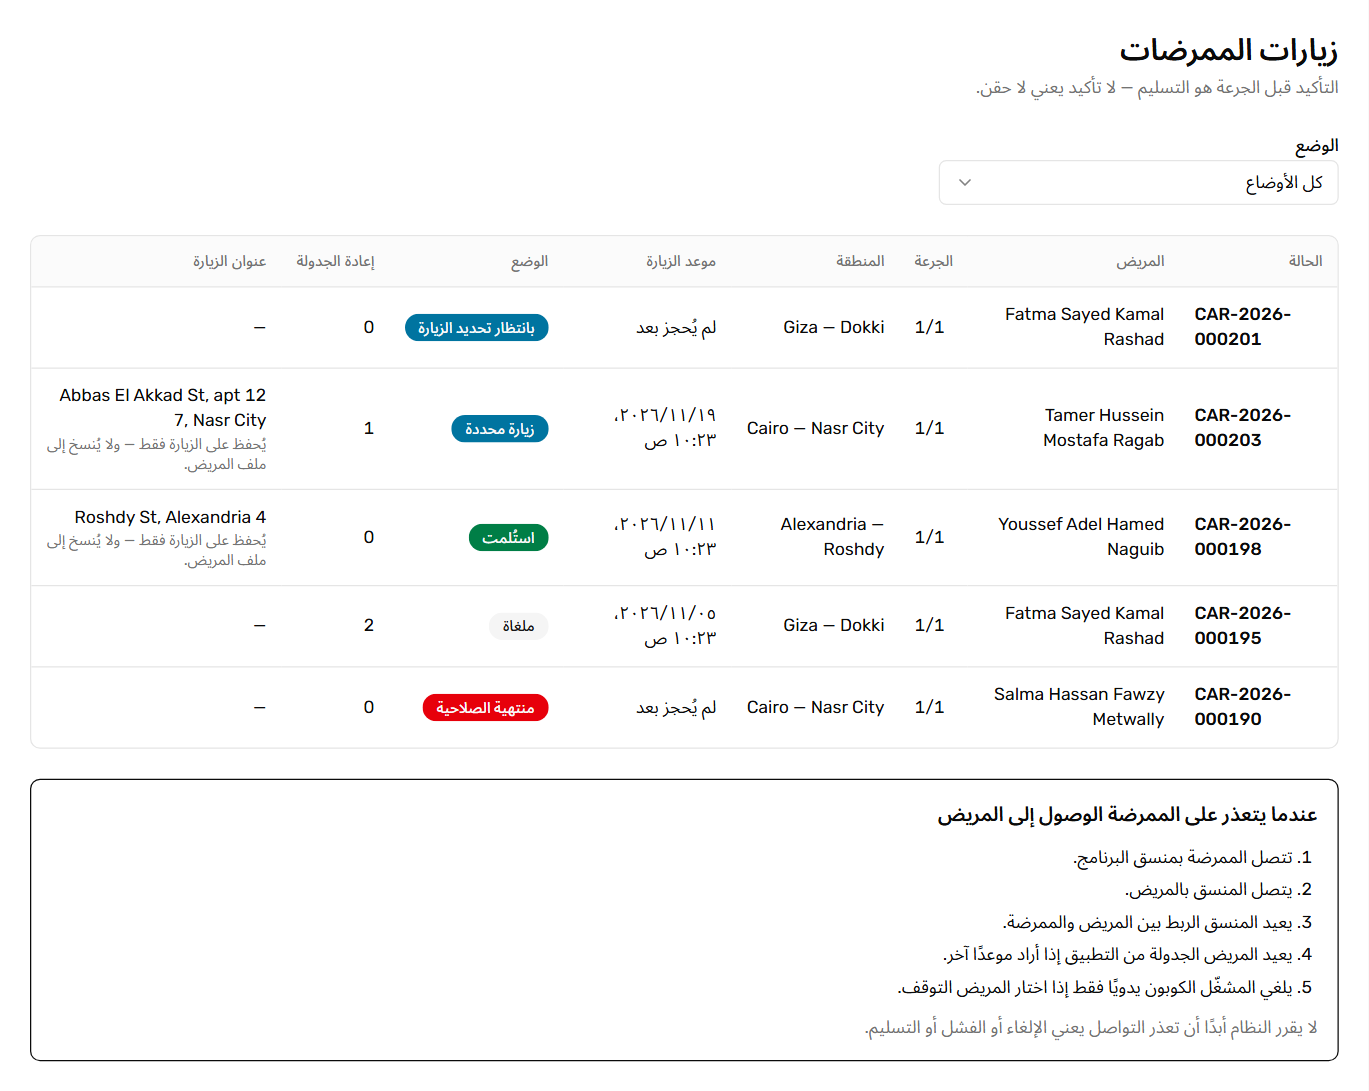 زيارات الممرضات
التأكيد قبل الجرعة هو التسليم — لا تأكيد يعني لا حقن.
الوضع
كل الأوضاع
الحالة المريض الجرعة المنطقة موعد الزيارة الوضع إعادة الجدولة عنوان الزيارة
CAR-2026-
000201
Fatma Sayed Kamal
Rashad
1/1
Giza — Dokki
لم يُحجز بعد
بانتظار تحديد الزيارة
0
—
CAR-2026-
000203
Tamer Hussein
Mostafa Ragab
1/1
Cairo — Nasr City
٢٠٢٦/١١/١٩،
١٠:٢٣ ص
زيارة محددة
1
Abbas El Akkad St, apt 12
7, Nasr City
يُحفظ على الزيارة فقط — ولا يُنسخ إلى
ملف المريض.
CAR-2026-
000198
Youssef Adel Hamed
Naguib
1/1
Alexandria —
Roshdy
٢٠٢٦/١١/١١،
١٠:٢٣ ص
استُلمت
0
Roshdy St, Alexandria 4
يُحفظ على الزيارة فقط — ولا يُنسخ إلى
ملف المريض.
CAR-2026-
000195
Fatma Sayed Kamal
Rashad
1/1
Giza — Dokki
٢٠٢٦/١١/٠٥،
١٠:٢٣ ص
ملغاة
2
—
CAR-2026-
000190
Salma Hassan Fawzy
Metwally
1/1
Cairo — Nasr City
لم يُحجز بعد
منتهية الصلاحية
0
—
عندما يتعذر على الممرضة الوصول إلى المريض
1. تتصل الممرضة بمنسق البرنامج.
2. يتصل المنسق بالمريض.
3. يعيد المنسق الربط بين المريض والممرضة.
4. يعيد المريض الجدولة من التطبيق إذا أراد موعدًا آخر.
5. يلغي المشغّل الكوبون يدويًا فقط إذا اختار المريض التوقف.
لا يقرر النظام أبدًا أن تعذر التواصل يعني الإلغاء أو الفشل أو التسليم.